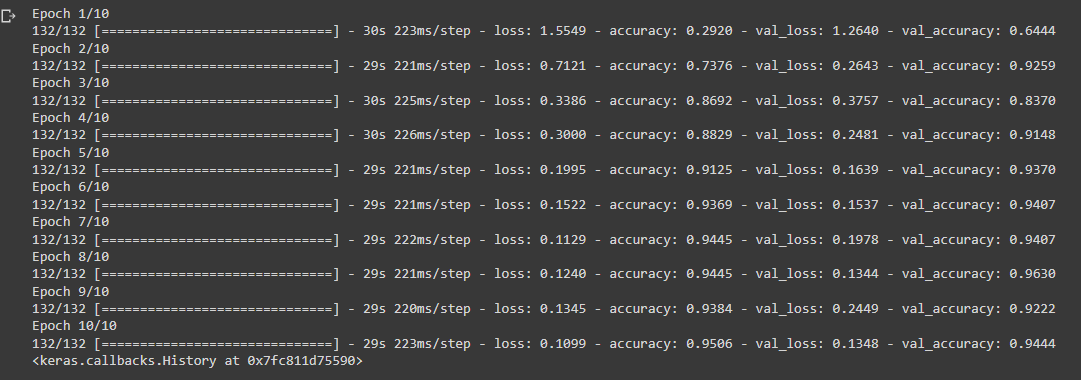 Epoch 1/10
132/132 [==============================] - 30s 223ms/step - loss: 1.5549 - accuracy: 0.2920 - val_loss: 1.2640 - val_accuracy: 0.6444
Epoch 2/10
132/132 [==============================] - 29s 221ms/step - loss: 0.7121 - accuracy: 0.7376 - val_loss: 0.2643 - val_accuracy: 0.9259
Epoch 3/10
132/132 [==============================] - 30s 225ms/step - loss: 0.3386 - accuracy: 0.8692 - val_loss: 0.3757 - val_accuracy: 0.8370
Epoch 4/10
132/132 [==============================] - 30s 226ms/step - loss: 0.3000 - accuracy: 0.8829 - val_loss: 0.2481 - val_accuracy: 0.9148
Epoch 5/10
132/132 [==============================] - 29s 221ms/step - loss: 0.1995 - accuracy: 0.9125 - val_loss: 0.1639 - val_accuracy: 0.9370
Epoch 6/10
132/132 [==============================] - 29s 221ms/step - loss: 0.1522 - accuracy: 0.9369 - val_loss: 0.1537 - val_accuracy: 0.9407
Epoch 7/10
132/132 [==============================] - 29s 222ms/step - loss: 0.1129 - accuracy: 0.9445 - val_loss: 0.1978 - val_accuracy: 0.9407
Epoch 8/10
132/132 [==============================] - 29s 221ms/step - loss: 0.1240 - accuracy: 0.9445 - val_loss: 0.1344 - val_accuracy: 0.9630
Epoch 9/10
132/132 [==============================] - 29s 220ms/step - loss: 0.1345 - accuracy: 0.9384 - val_loss: 0.2449 - val_accuracy: 0.9222
Epoch 10/10
132/132 [==============================] - 29s 223ms/step - loss: 0.1099 - accuracy: 0.9506 - val_loss: 0.1348 - val_accuracy: 0.9444
<keras.callbacks.History at 0x7fc811d75590>